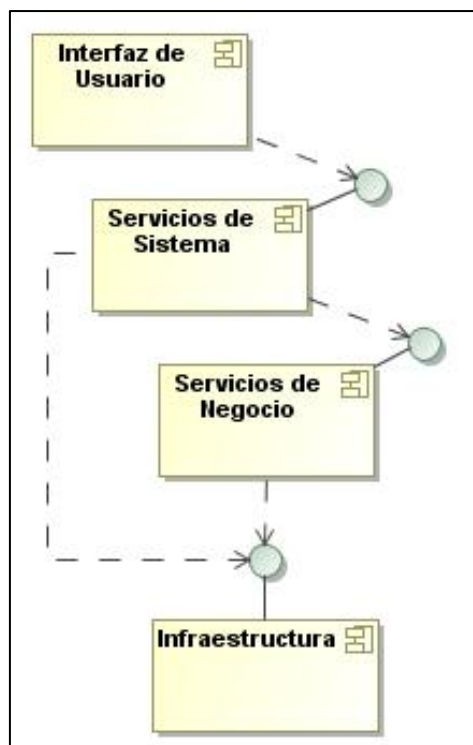 Interfaz de
Usuario
Servicios de
Sistema
Servicios de
Negocio
Infraestructura